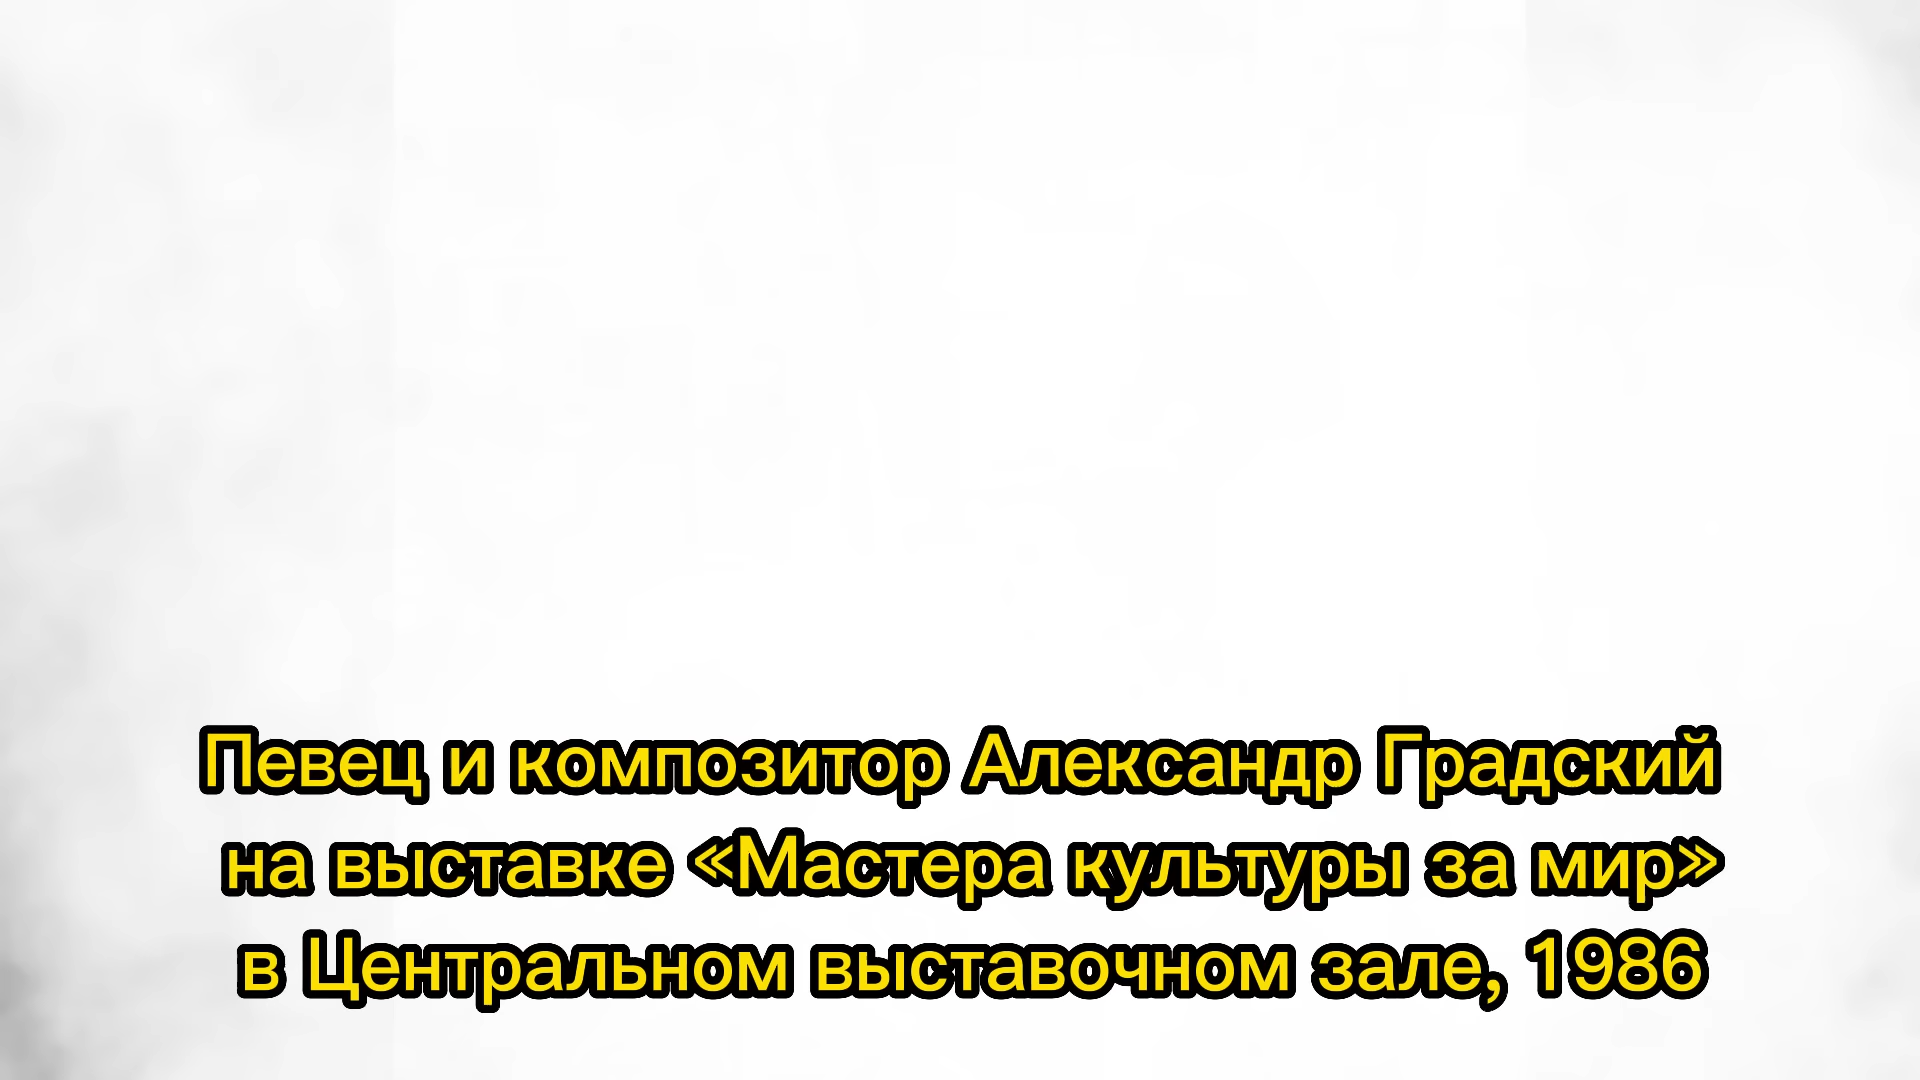 Певец и композитор Александр Градский
на выставке «Мастера культуры за мир»
в Центральном выставочном зале, 1986